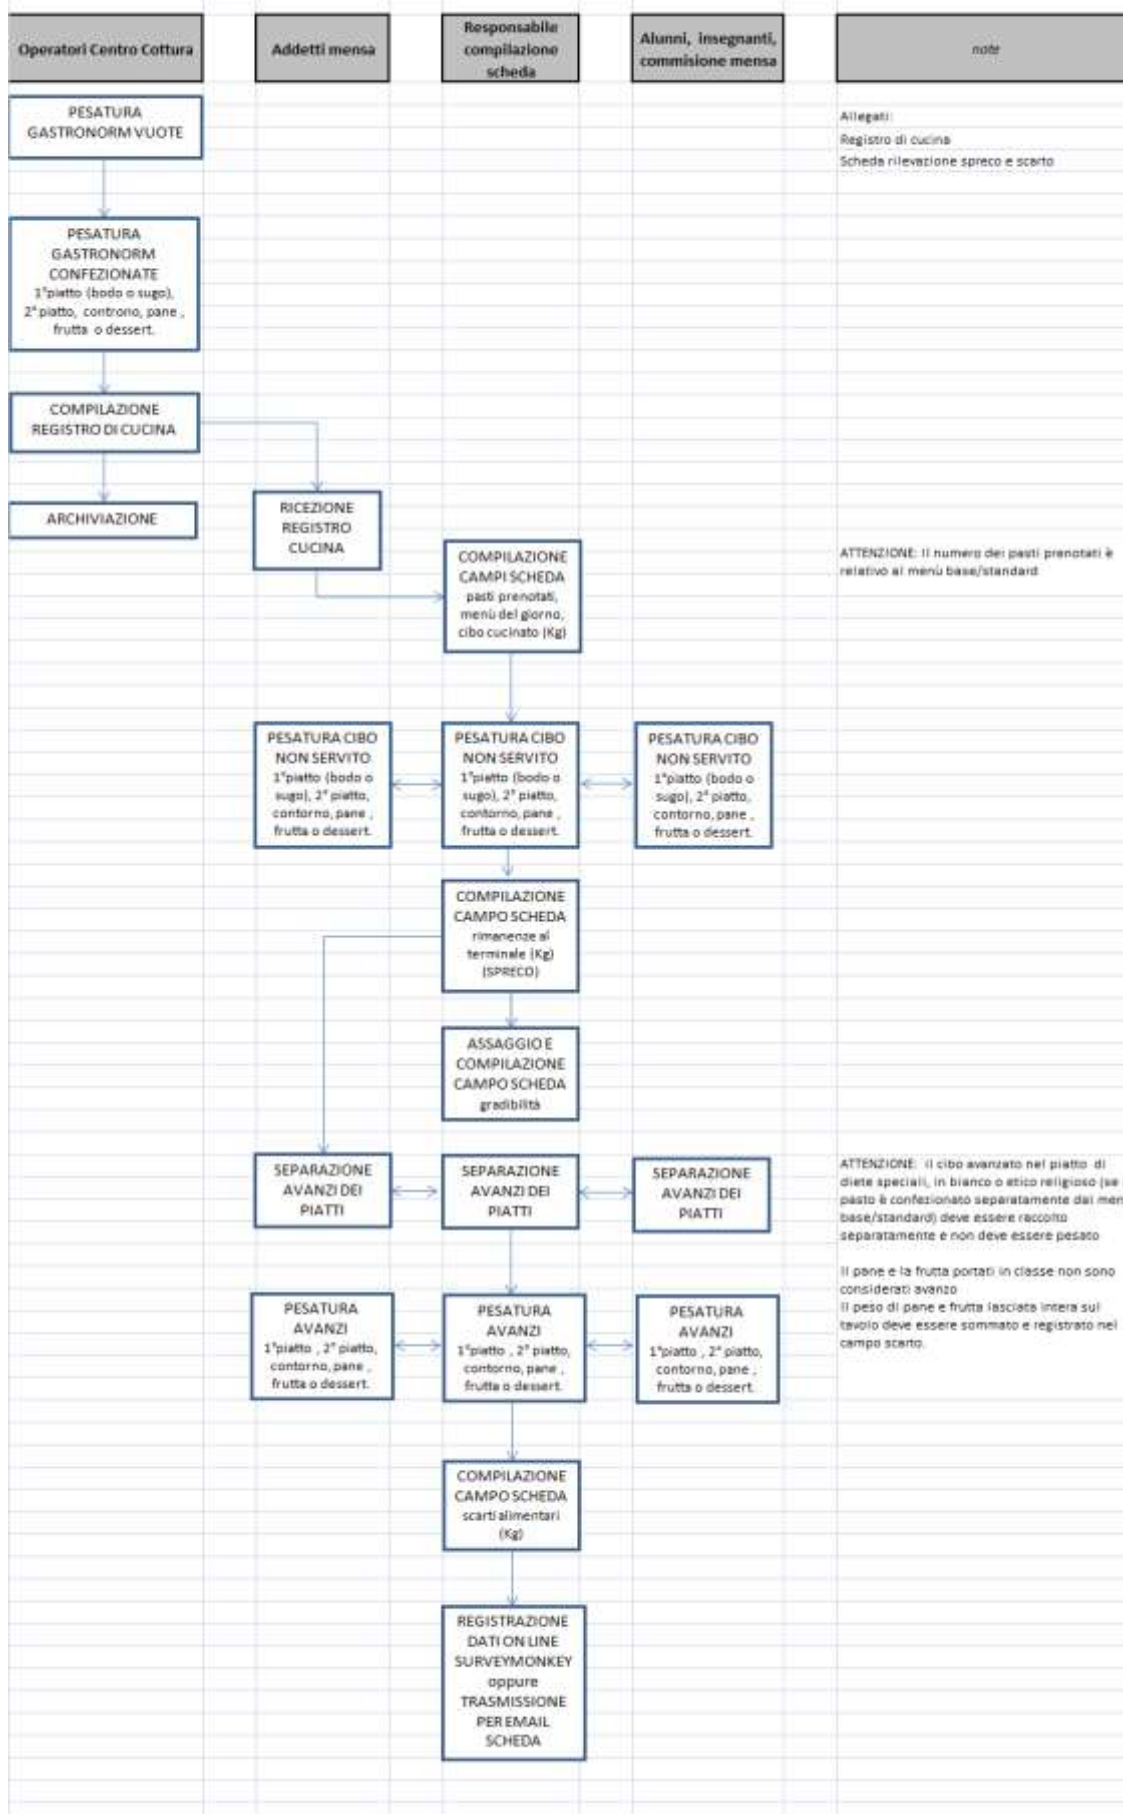 Operatori Centro Cottura
Addetti mensa
Responsabile
compilazione
scheda
Alunni, insegnanti,
commisione mensa
note
PESATURA
GASTRONORM VUOTE
Allegati:
Registro di cucina
Scheda rilevazione spreco e scarto
PESATURA
GASTRONORM
CONFEZIONATE
1°piatto (bodo o sugo),
2° piatto, controno, pane ,
frutta o dessert.
COMPILAZIONE
REGISTRO DI CUCINA
ARCHIVIAZIONE
RICEZIONE
REGISTRO
CUCINA
COMPILAZIONE
CAMPI SCHEDA
pasti prenotati,
menù del giorno,
cibo cucinato (Kg)
ATTENZIONE: Il numero dei pasti prenotati è
relativo al menù base/standard
PESATURA CIBO
NON SERVITO
1°piatto (bodo o
sugo), 2° piatto,
contorno, pane ,
frutta o dessert.
PESATURA CIBO
NON SERVITO
1°piatto (bodo o
sugo), 2° piatto,
contorno, pane ,
frutta o dessert.
PESATURA CIBO
NON SERVITO
1°piatto (bodo o
sugo), 2° piatto,
contorno, pane ,
frutta o dessert.
COMPILAZIONE
CAMPO SCHEDA
rimanenze al
terminale (Kg)
(SPRECO)
ASSAGGIO E
COMPILAZIONE
CAMPO SCHEDA
gradibilità
SEPARAZIONE
AVANZI DEI
PIATTI
SEPARAZIONE
AVANZI DEI
PIATTI
SEPARAZIONE
AVANZI DEI
PIATTI
ATTENZIONE: il cibo avanzato nel piatto di
diete speciali, in bianco o etico religioso (se
pasto è confezionato separatamente dai men
base/standard) deve essere raccolto
separatamente e non deve essere pesato
Il pane e la frutta portati in classe non sono
considerati avanzo
Il peso di pane e frutta lasciata intera sul
tavolo deve essere sommato e registrato nel
campo scarto.
PESATURA
AVANZI
1°piatto , 2° piatto,
contorno, pane ,
frutta o dessert.
PESATURA
AVANZI
1°piatto , 2° piatto,
contorno, pane ,
frutta o dessert.
PESATURA
AVANZI
1°piatto , 2° piatto,
contorno, pane ,
frutta o dessert.
COMPILAZIONE
CAMPO SCHEDA
scarti alimentari
(Kg)
REGISTRAZIONE
DATI ON LINE
SURVEYMONKEY
oppure
TRASMISSIONE
PER EMAIL
SCHEDA